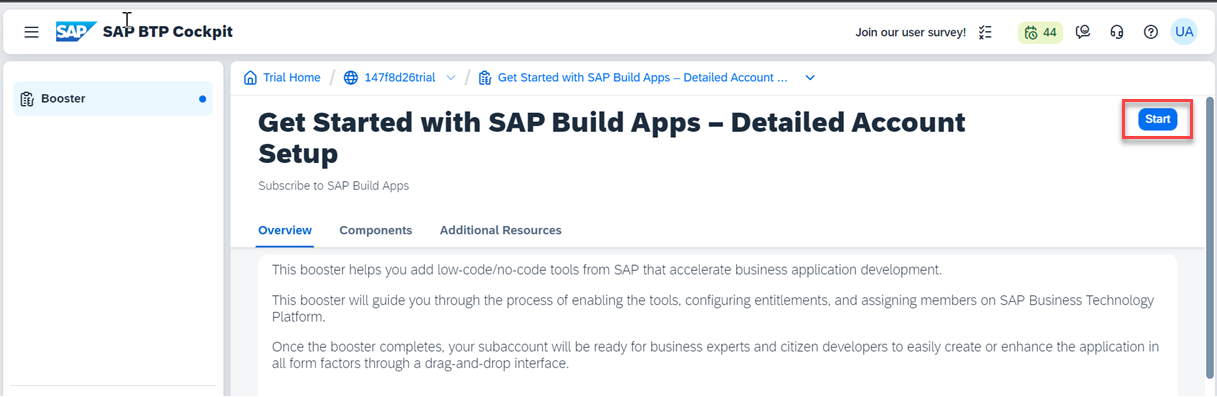 SAP SAP BTP Cockpit
Join our user survey!
44
UA
Booster
Trial Home / 147f8d26trial / Get Started with SAP Build Apps – Detailed Account ...
Get Started with SAP Build Apps – Detailed Account
Setup
Start
Subscribe to SAP Build Apps
Overview Components Additional Resources
This booster helps you add low-code/no-code tools from SAP that accelerate business application development.
This booster will guide you through the process of enabling the tools, configuring entitlements, and assigning members on SAP Business Technology
Platform.
Once the booster completes, your subaccount will be ready for business experts and citizen developers to easily create or enhance the application in
all form factors through a drag-and-drop interface.